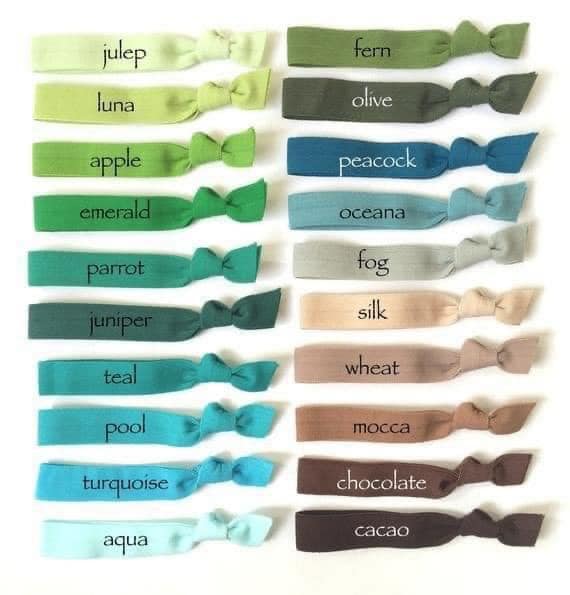 julep
luna
apple
emerald
parrot
juniper
teal
pool
turquoise
aqua
fern
olive
peacock
oceana
fog
silk
wheat
mocca
chocolate
cacao